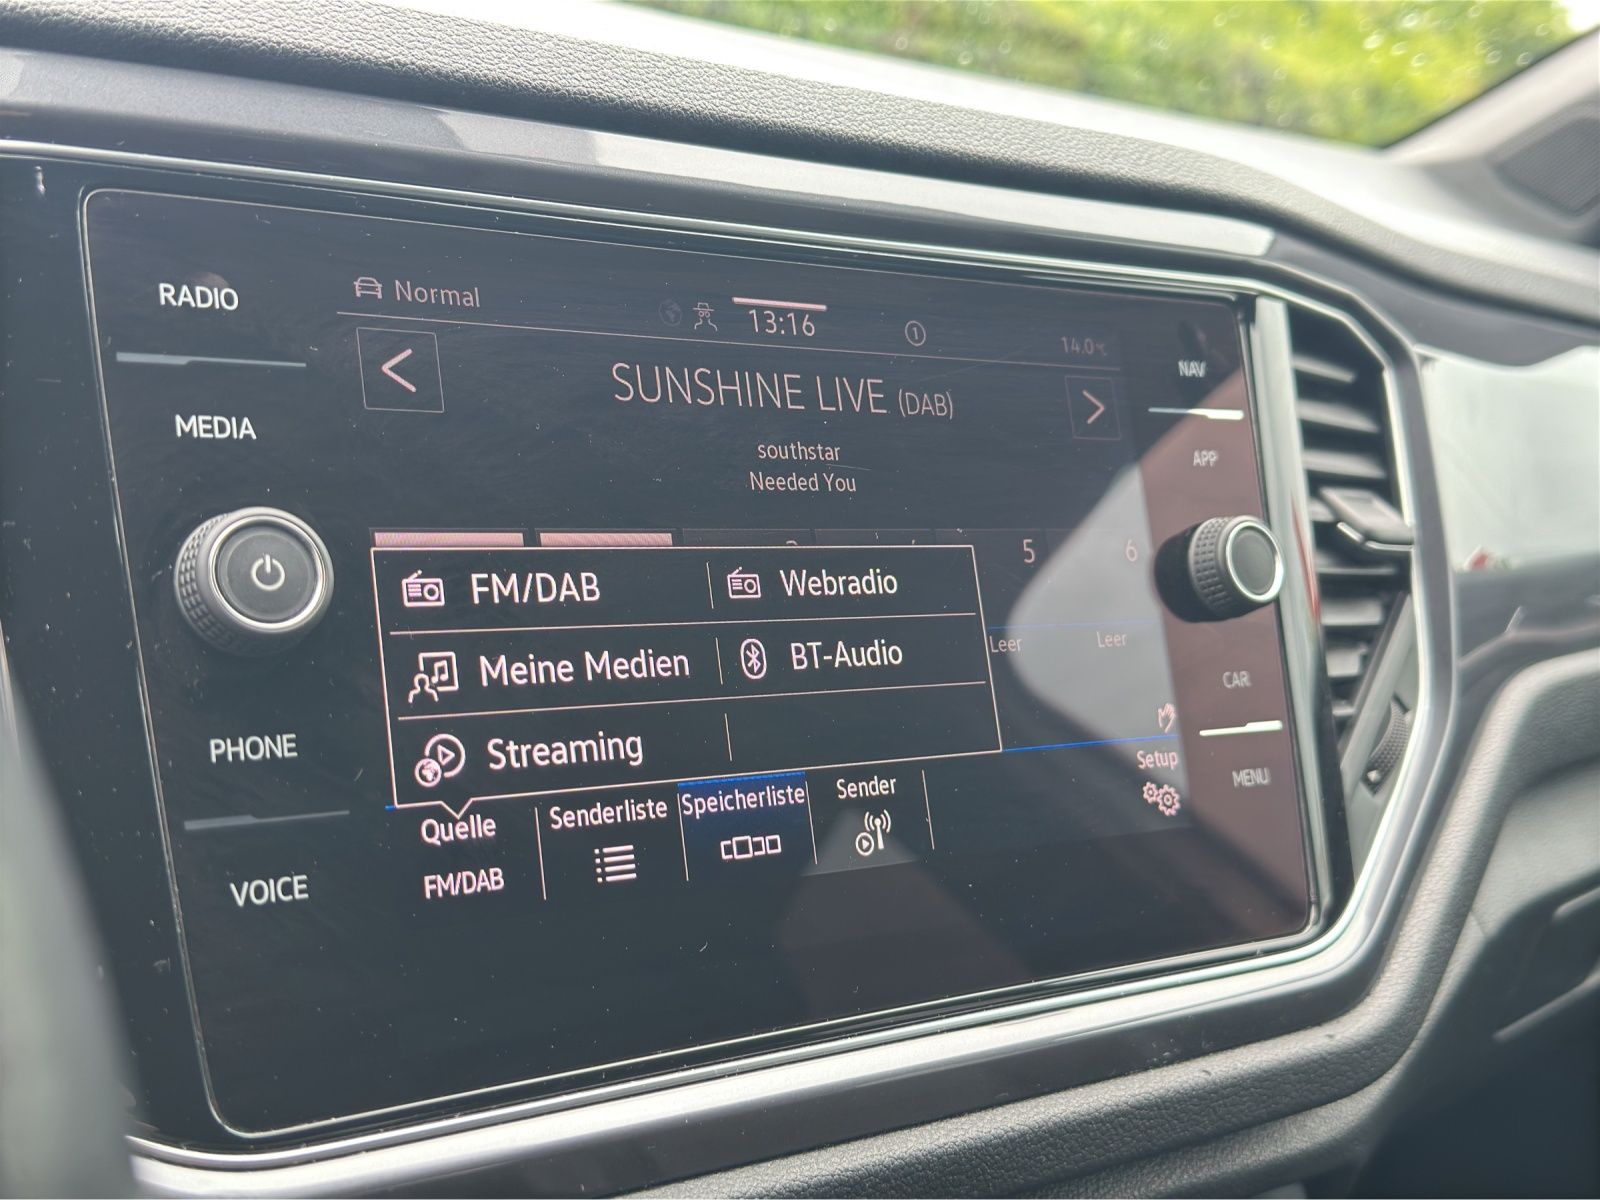 RADIO
MEDIA
PHONE
VOICE
Normal
13:16
1
14.0°C
SUNSHINE LIVE (DAB)
southstar
Needed You
5
6
FM/DAB
Webradio
Meine Medien
BT-Audio
Streaming
Leer
Leer
Quelle
FM/DAB
Senderliste
Speicherliste
Sender
Setup
NAV
APP
CAR
MENU